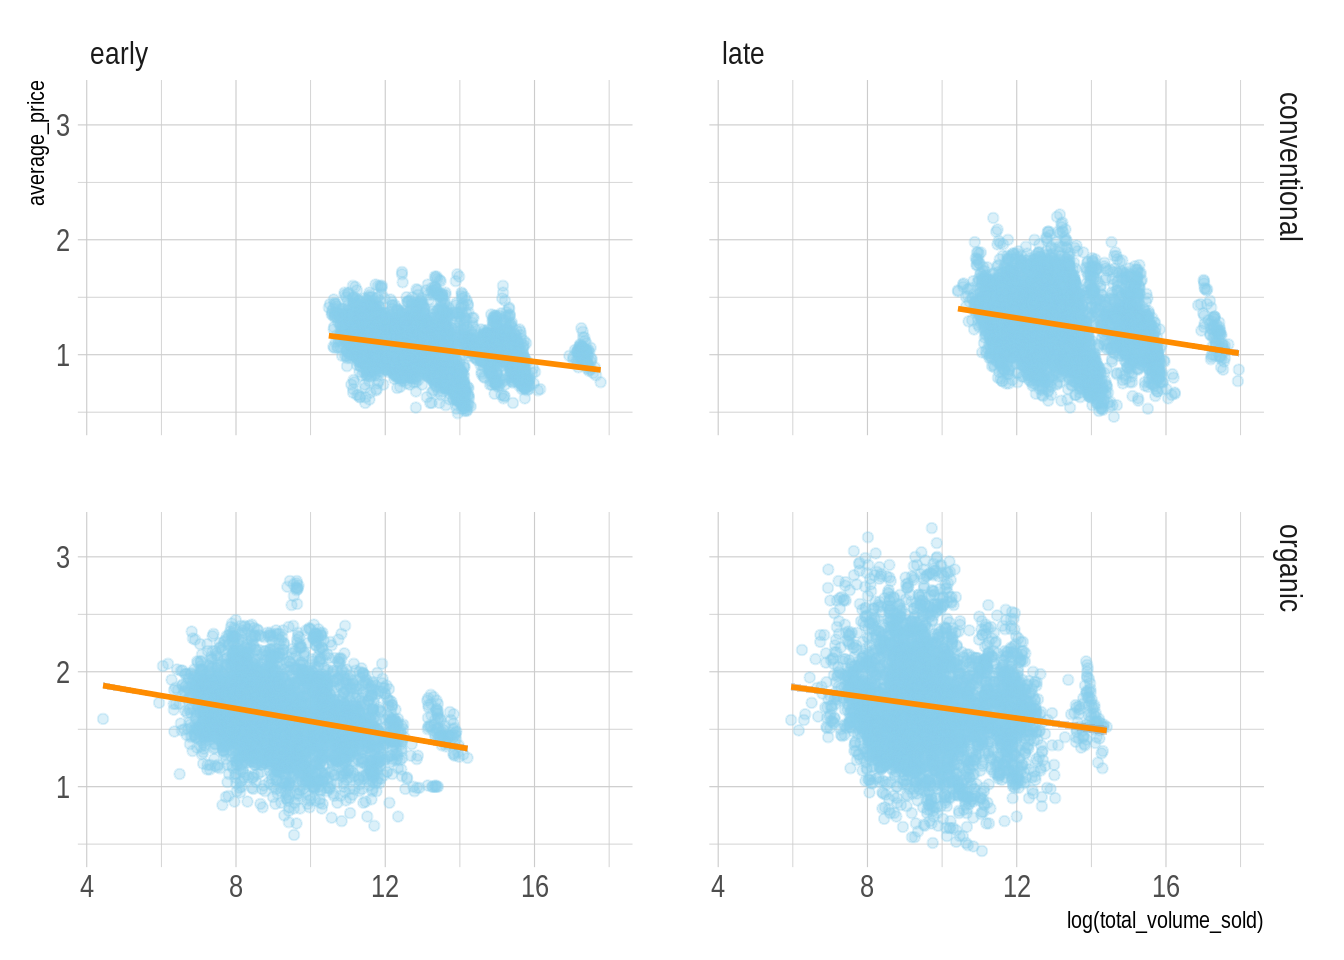 early
late
average_price
3
2
1
conventional
3
2
1
organic
4 8 12 16
4 8 12 16
log(total_volume_sold)